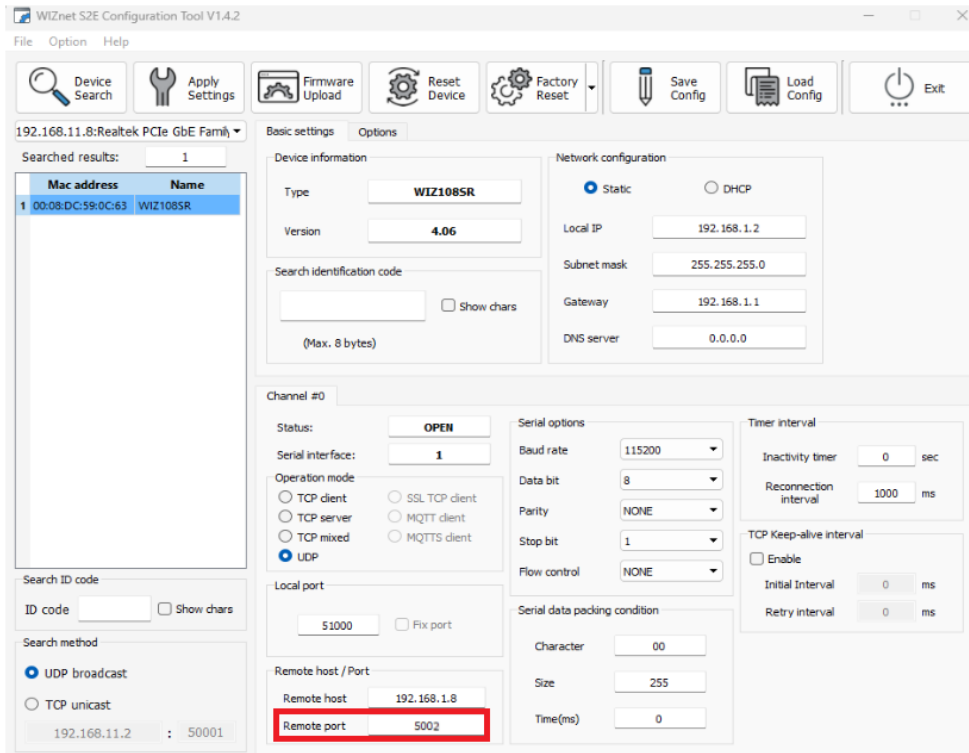 WIZnet S2E Configuration Tool V1.4.2
File Option Help
Device Search
Apply Settings
Firmware Upload
Reset Device
Factory Reset
Save Config
Load Config
Exit
192.168.11.8:Realtek PCIe GbE Family
Searched results: 1
Mac address Name
1 00:08:DC:59:0C:63 WIZ108SR
Search ID code
ID code Show chars
Search method
UDP broadcast
TCP unicast
192.168.11.2 : 50001
Basic settings Options
Device information
Type WIZ108SR
Version 4.06
Search identification code
Show chars
(Max. 8 bytes)
Network configuration
Static DHCP
Local IP 192.168.1.2
Subnet mask 255.255.255.0
Gateway 192.168.1.1
DNS server 0.0.0.0
Channel #0
Status: OPEN
Serial interface: 1
Operation mode
TCP client SSL TCP client
TCP server MQTT client
TCP mixed MQTTS client
UDP
Local port
51000 Fix port
Remote host / Port
Remote host 192.168.1.8
Remote port 5002
Serial options
Baud rate 115200
Data bit 8
Parity NONE
Stop bit 1
Flow control NONE
Serial data packing condition
Character 00
Size 255
Time(ms) 0
Timer interval
Inactivity timer 0 sec
Reconnection interval 1000 ms
TCP Keep-alive interval
Enable
Initial Interval 0 ms
Retry interval 0 ms